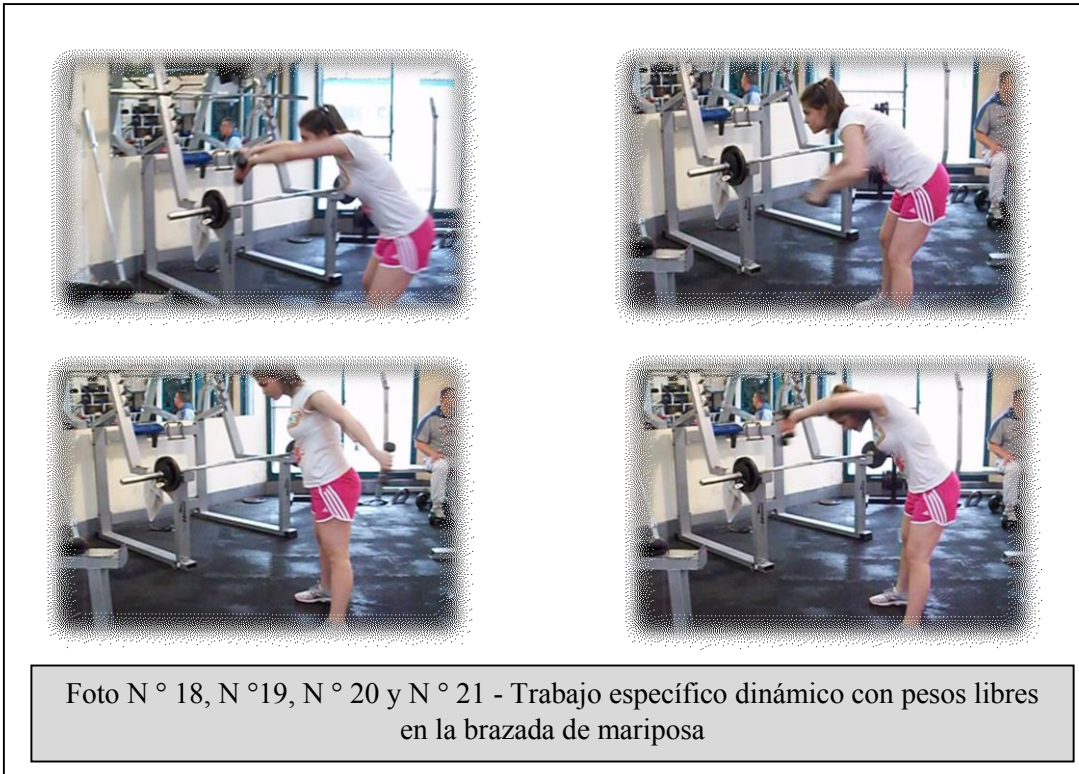 Foto N ° 18, N °19, N ° 20 y N ° 21 - Trabajo específico dinámico con pesos libres
en la brazada de mariposa